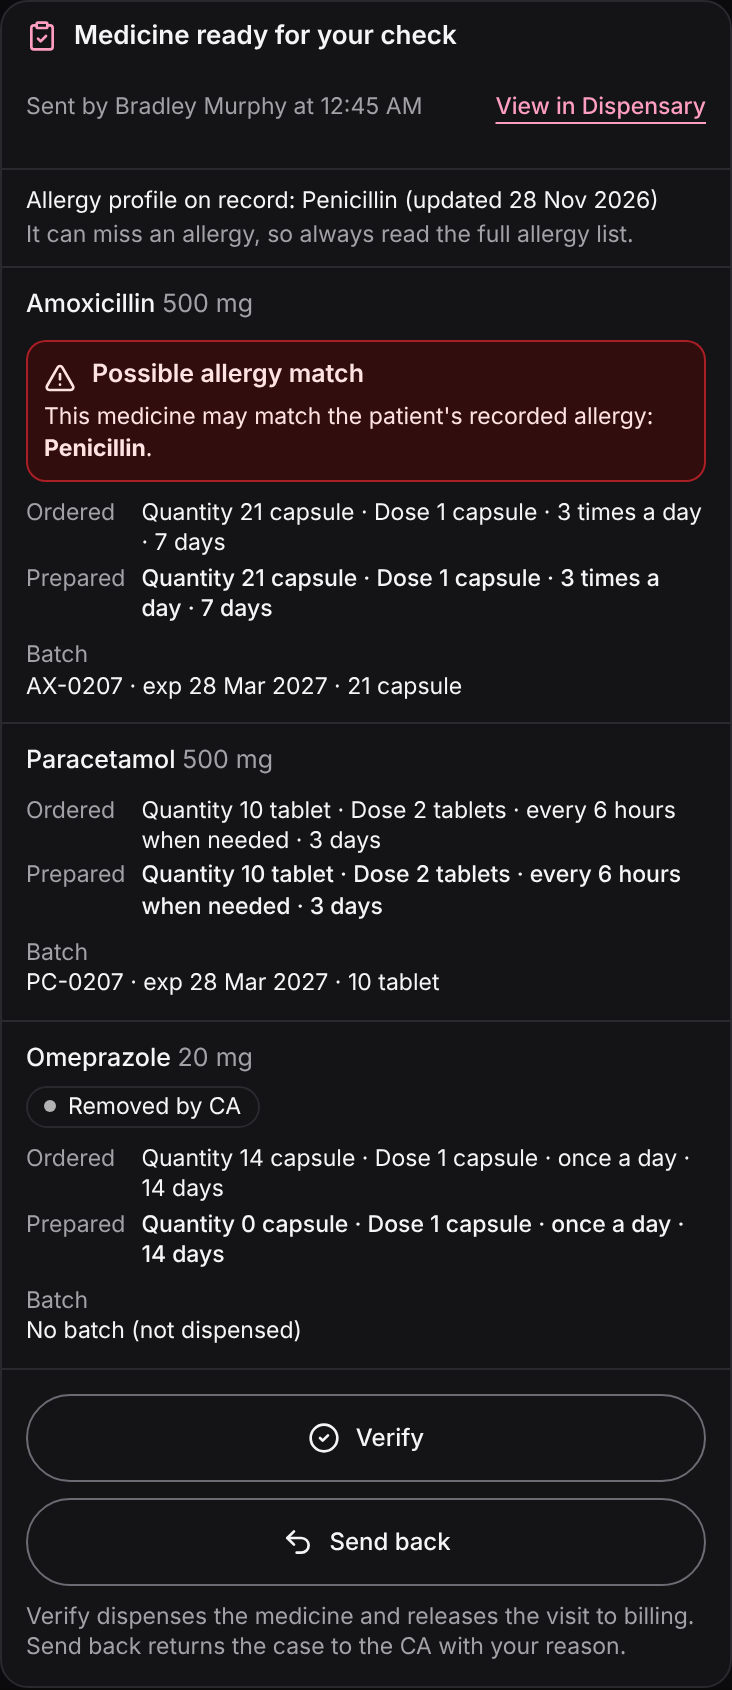 Medicine ready for your check
Sent by Bradley Murphy at 12:45 AM
View in Dispensary
Allergy profile on record: Penicillin (updated 28 Nov 2026)
It can miss an allergy, so always read the full allergy list.
Amoxicillin 500 mg
Possible allergy match
This medicine may match the patient's recorded allergy:
Penicillin.
Ordered Quantity 21 capsule · Dose 1 capsule · 3 times a day
· 7 days
Prepared Quantity 21 capsule · Dose 1 capsule · 3 times a
day · 7 days
Batch
AX-0207 · exp 28 Mar 2027 · 21 capsule
Paracetamol 500 mg
Ordered Quantity 10 tablet · Dose 2 tablets · every 6 hours
when needed · 3 days
Prepared Quantity 10 tablet · Dose 2 tablets · every 6 hours
when needed · 3 days
Batch
PC-0207 · exp 28 Mar 2027 · 10 tablet
Omeprazole 20 mg
Removed by CA
Ordered Quantity 14 capsule · Dose 1 capsule · once a day ·
14 days
Prepared Quantity 0 capsule · Dose 1 capsule · once a day ·
14 days
Batch
No batch (not dispensed)
Verify
Send back
Verify dispenses the medicine and releases the visit to billing.
Send back returns the case to the CA with your reason.